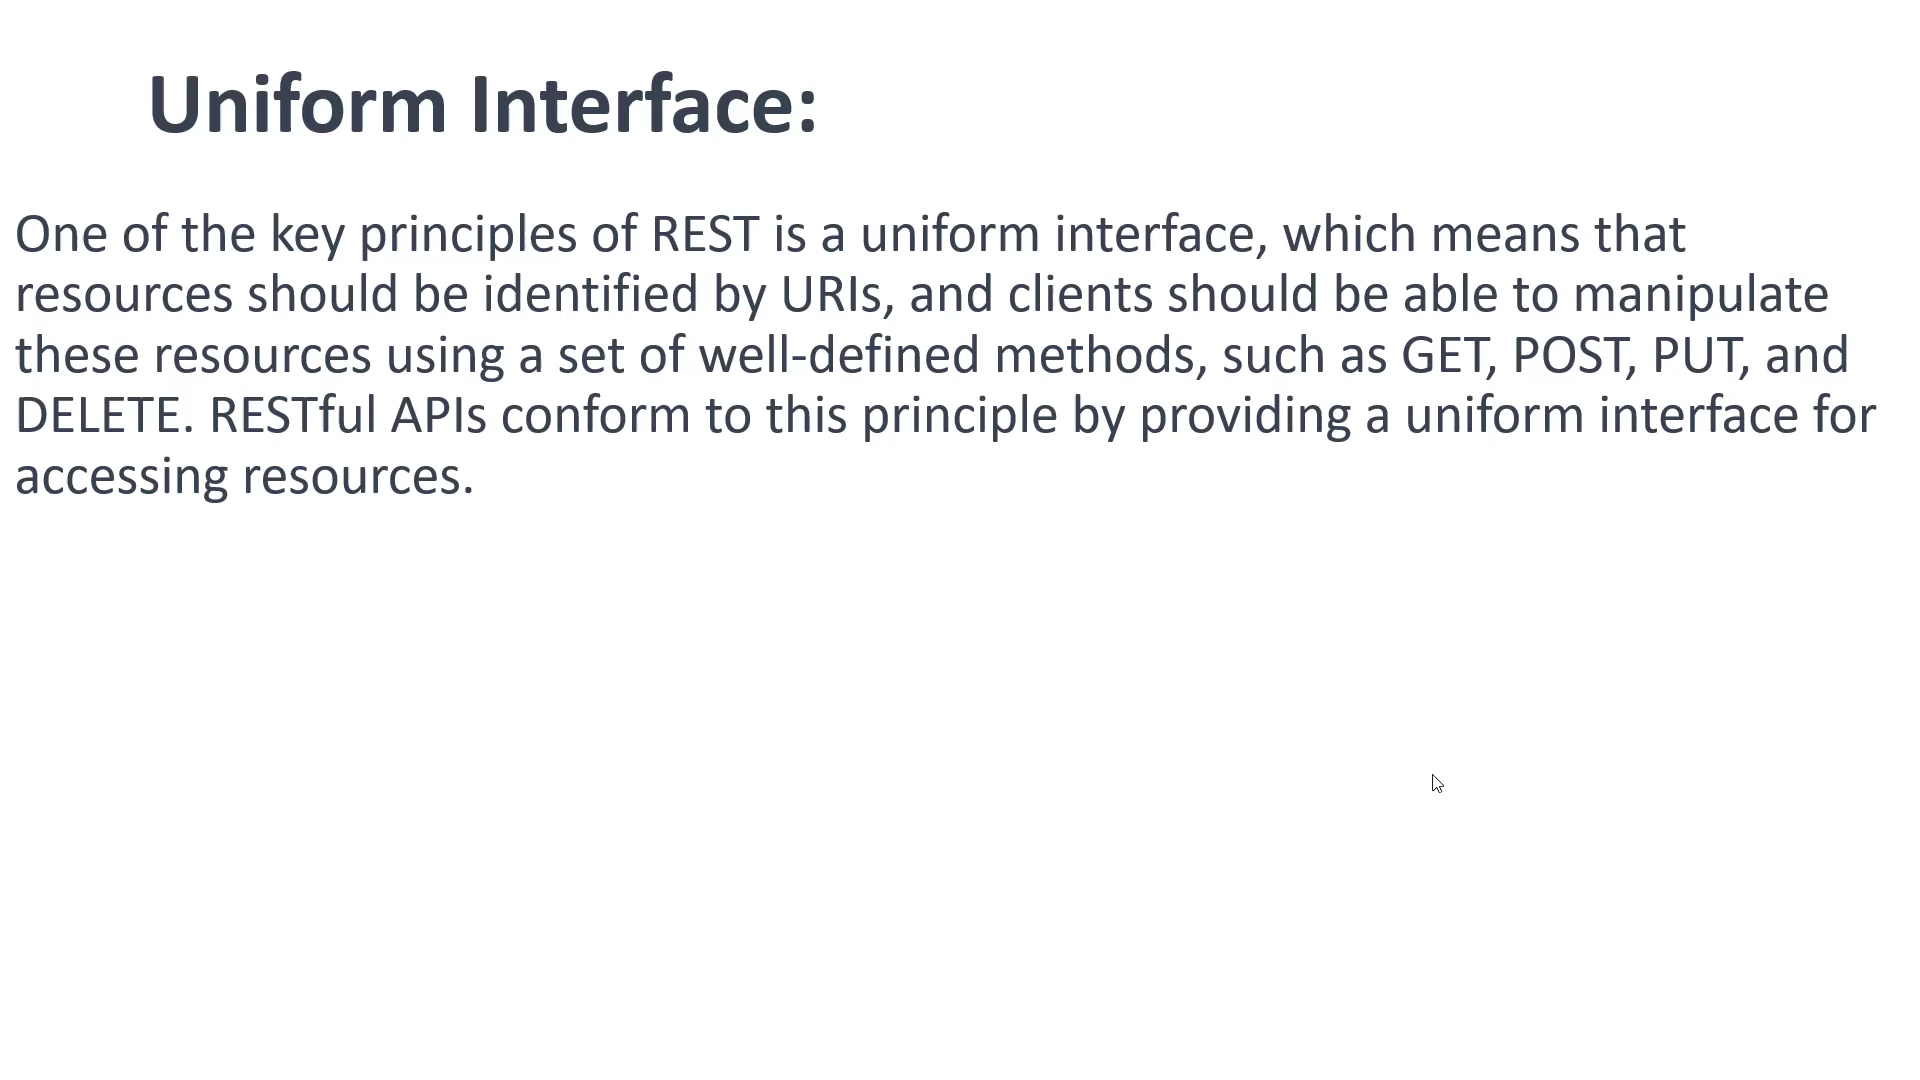 Uniform Interface:
One of the key principles of REST is a uniform interface, which means that
resources should be identified by URIs, and clients should be able to manipulate
these resources using a set of well-defined methods, such as GET, POST, PUT, and
DELETE. RESTful APIs conform to this principle by providing a uniform interface for
accessing resources.